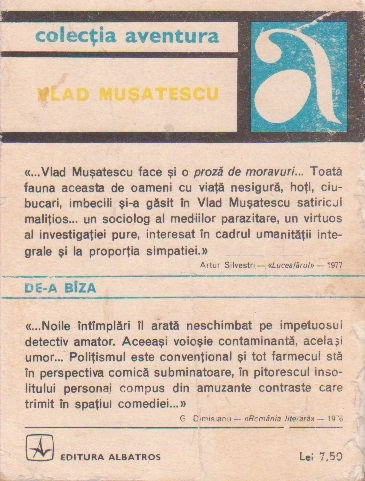 colecția aventura
VLAD MUȘATESCU
a
«...Vlad Mușatescu face și o proză de moravuri... Toată
fauna aceasta de oameni cu viață nesigură, hoți, ciu-
bucari, imbecili și-a găsit în Vlad Mușatescu satiricul
malițios... un sociolog al mediilor parazitare, un virtuos
al investigației pure, interesat în cadrul umanității inte-
grale și la proporția simpatiei.»
Artur Silvestri — «Luceafărul» — 1977
DE-A BÎZA
«...Noile întîmplări îl arată neschimbat pe impetuosul
detectiv amator. Aceeași voioșie contaminantă, același
umor... Polițismul este convențional și tot farmecul stă
în perspectiva comică subminatoare, în pitorescul inso-
litului personaj compus din amuzante contraste care
trimit în spațiul comediei...»
G. Dimisianu — «România literară» —
EDITURA ALBATROS
Lei 7,50